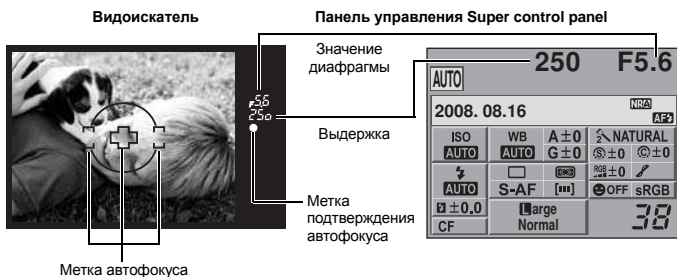 Видоискатель
Панель управления Super control panel
Значение
диафрагмы
F5.6
250
Выдержка
Метка
подтверждения
автофокуса
Метка автофокуса
250 F5.6
AUTO
2008. 08.16
NRA
AF
ISO WB A±0 NATURAL
AUTO AUTO G±0 S±0 C±0
RGB ±0
AUTO S-AF OFF sRGB
±0.0 Large
CF Normal 38